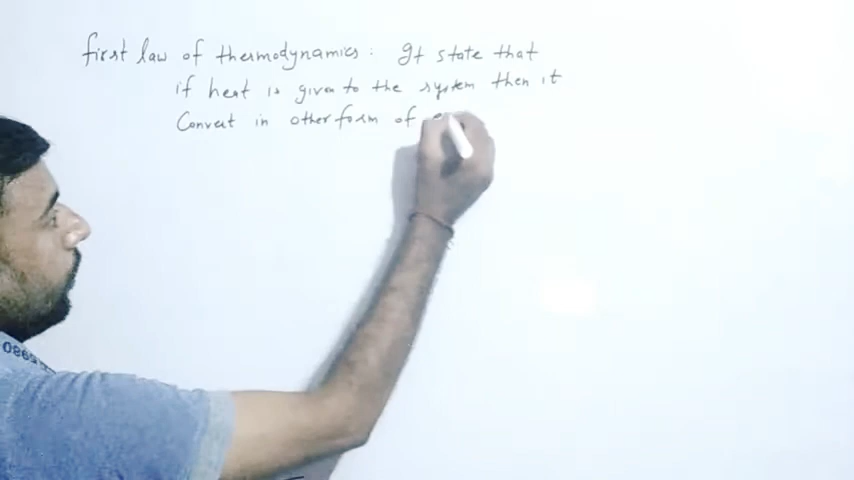 first law of thermodynamics: It state that
if heat is given to the system then it
Convert in other form of